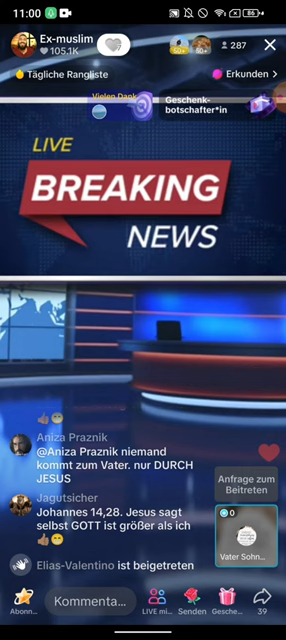 11:00
86
Ex-muslim
105.1K
50+
50+
287
Tägliche Rangliste
Erkunden
Vielen Dank
Geschenk-
botschafter*in
LIVE
BREAKING
NEWS
Aniza Praznik
@Aniza Praznik niemand
kommt zum Vater. nur DURCH
JESUS
Anfrage zum
Beitreten
Jagutsicher
Johannes 14,28. Jesus sagt
selbst GOTT ist größer als ich
👍🏽😁
0
Vater Sohn...
Elias-Valentino ist beigetreten
Kommenta...
Abonn...
LIVE mi...
Senden
Gesche...
39